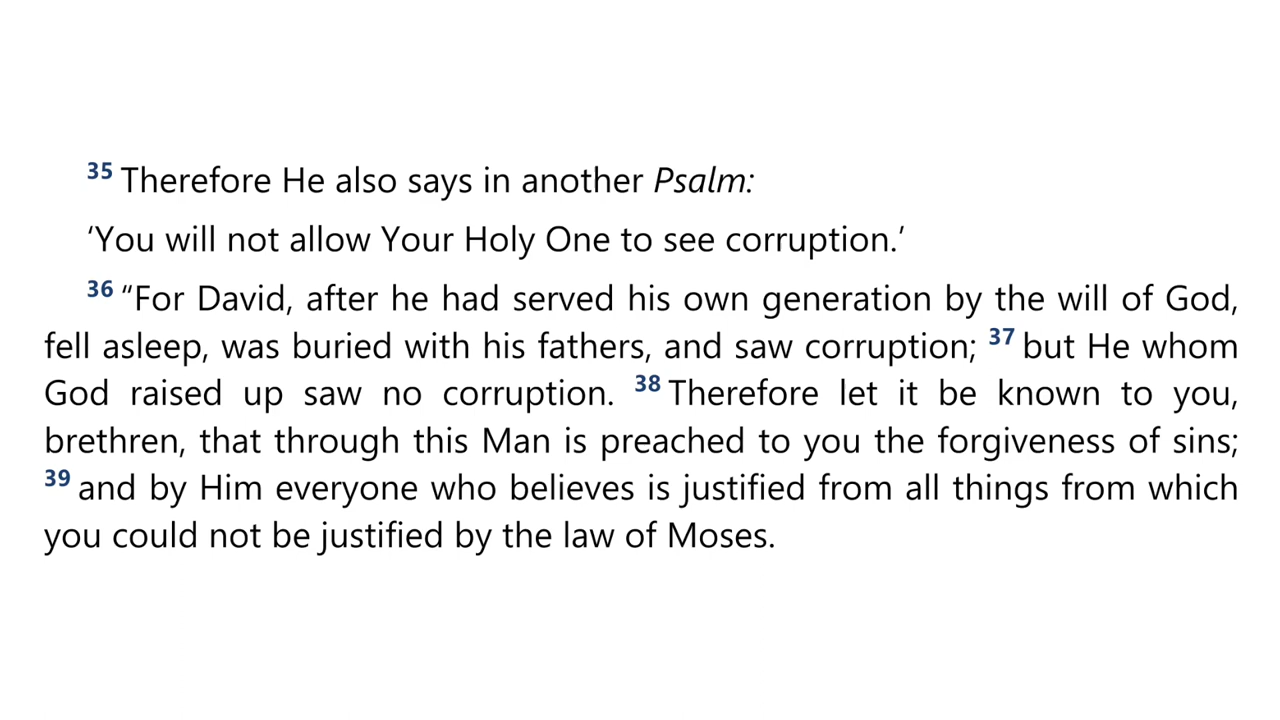 35 Therefore He also says in another Psalm:
‘You will not allow Your Holy One to see corruption.’
36 “For David, after he had served his own generation by the will of God,
fell asleep, was buried with his fathers, and saw corruption; 37 but He whom
God raised up saw no corruption. 38 Therefore let it be known to you,
brethren, that through this Man is preached to you the forgiveness of sins;
39 and by Him everyone who believes is justified from all things from which
you could not be justified by the law of Moses.